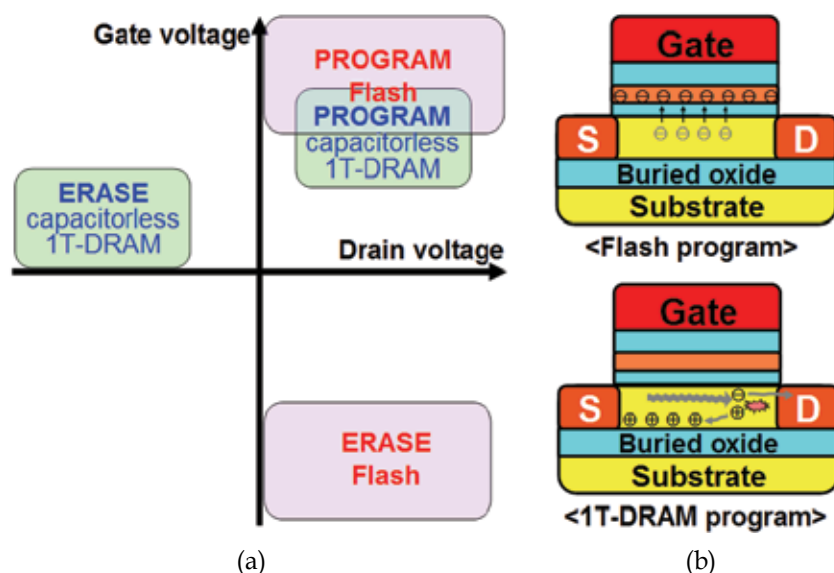 Gate voltage
PROGRAM
Flash
PROGRAM
capacitorless
1T-DRAM
ERASE
capacitorless
1T-DRAM
Drain voltage
ERASE
Flash
(a)
Gate
⊖ ⊖ ⊖ ⊖ ⊖ ⊖ ⊖ ⊖
⊖ ⊖ ⊖ ⊖
S
D
Buried oxide
Substrate
<Flash program>
Gate
S
⊖
D
⊕ ⊕ ⊕ ⊕ ⊕
Buried oxide
Substrate
<1T-DRAM program>
(b)